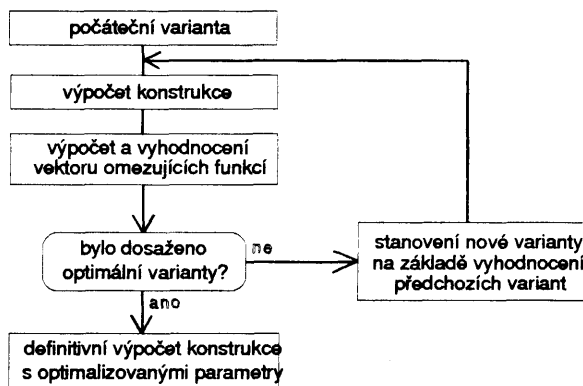 počáteční varianta
výpočet konstrukce
výpočet a vyhodnocení
vektoru omezujících funkcí
bylo dosaženo
optimální varianty?
ne
stanovení nové varianty
na základě vyhodnocení
předchozích variant
ano
definitivní výpočet konstrukce
s optimalizovanými parametry